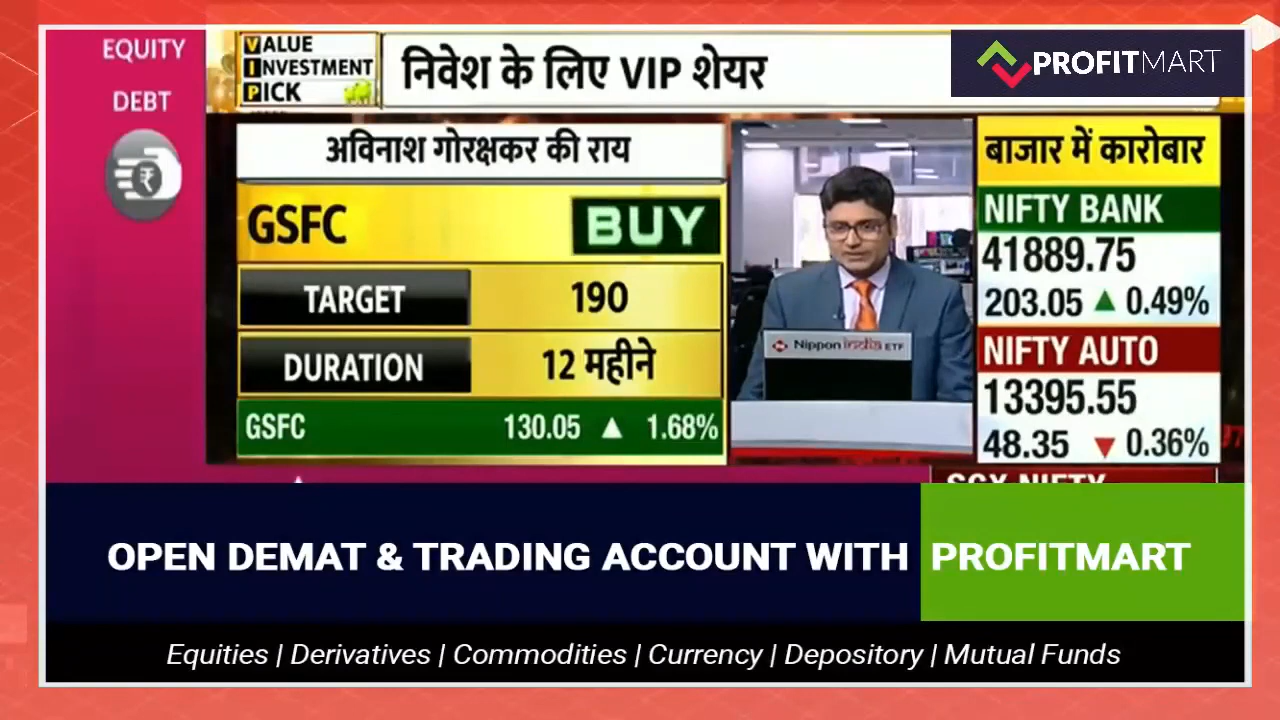 EQUITY
DEBT
VALUE
INVESTMENT
PICK
निवेश के लिए VIP शेयर
PROFITMART
अविनाश गोरक्षकर की राय
GSFC BUY
TARGET 190
DURATION 12 महीने
GSFC 130.05 ▲ 1.68%
Nippon india ETF
बाजार में कारोबार
NIFTY BANK
41889.75
203.05 ▲ 0.49%
NIFTY AUTO
13395.55
48.35 ▼ 0.36%
SGX NIFTY
OPEN DEMAT & TRADING ACCOUNT WITH PROFITMART
Equities | Derivatives | Commodities | Currency | Depository | Mutual Funds